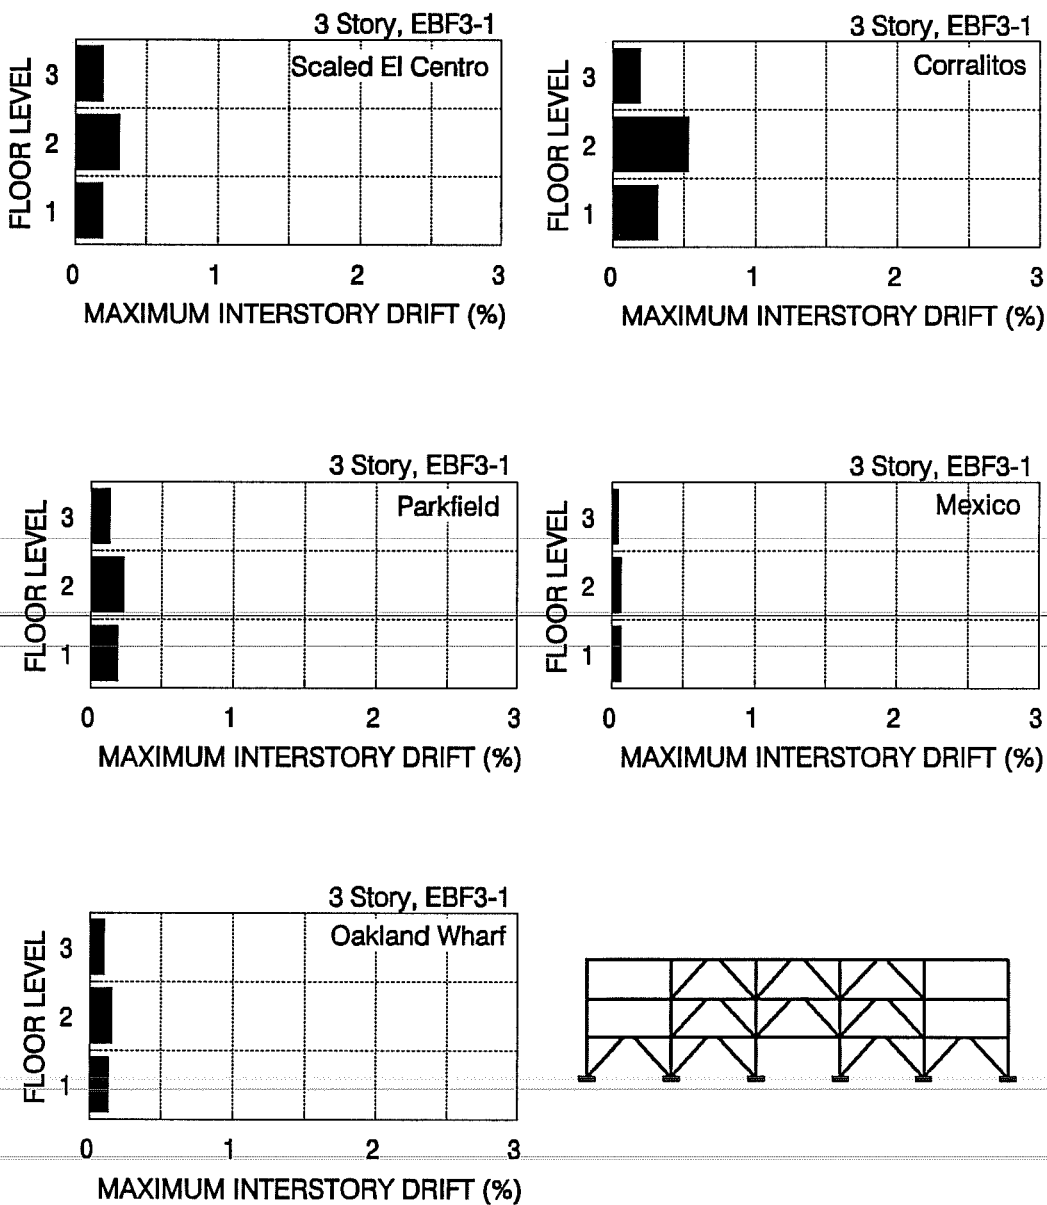 3 Story, EBF3-1
Scaled El Centro
FLOOR LEVEL
3
2
1
0 1 2 3
MAXIMUM INTERSTORY DRIFT (%)
3 Story, EBF3-1
Corralitos
FLOOR LEVEL
3
2
1
0 1 2 3
MAXIMUM INTERSTORY DRIFT (%)
3 Story, EBF3-1
Parkfield
FLOOR LEVEL
3
2
1
0 1 2 3
MAXIMUM INTERSTORY DRIFT (%)
3 Story, EBF3-1
Mexico
FLOOR LEVEL
3
2
1
0 1 2 3
MAXIMUM INTERSTORY DRIFT (%)
3 Story, EBF3-1
Oakland Wharf
FLOOR LEVEL
3
2
1
0 1 2 3
MAXIMUM INTERSTORY DRIFT (%)